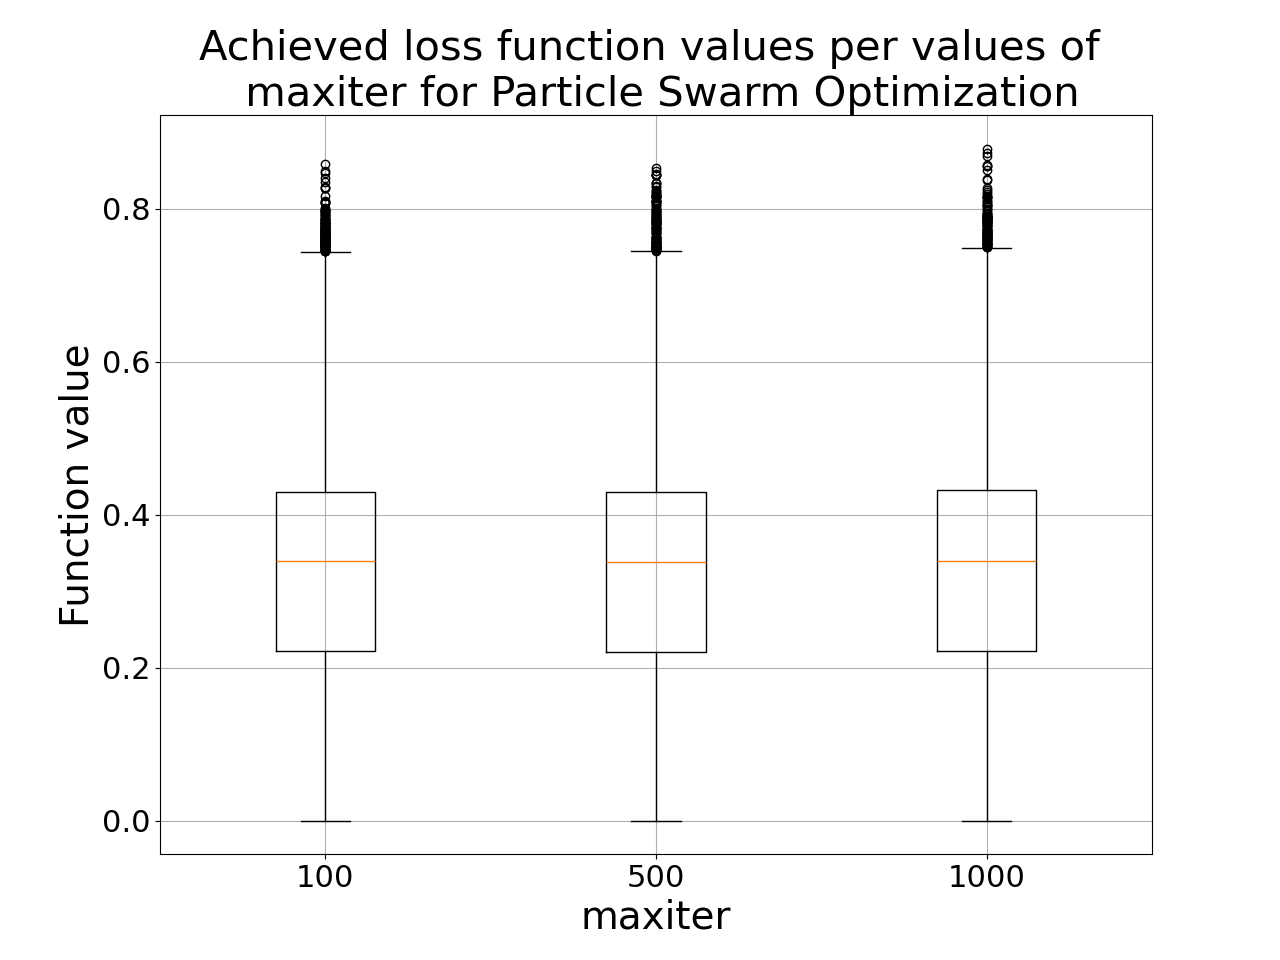 Achieved loss function values per values of
maxiter for Particle Swarm Optimization
Function value
0.8
0.6
0.4
0.2
0.0
100 500 1000
maxiter